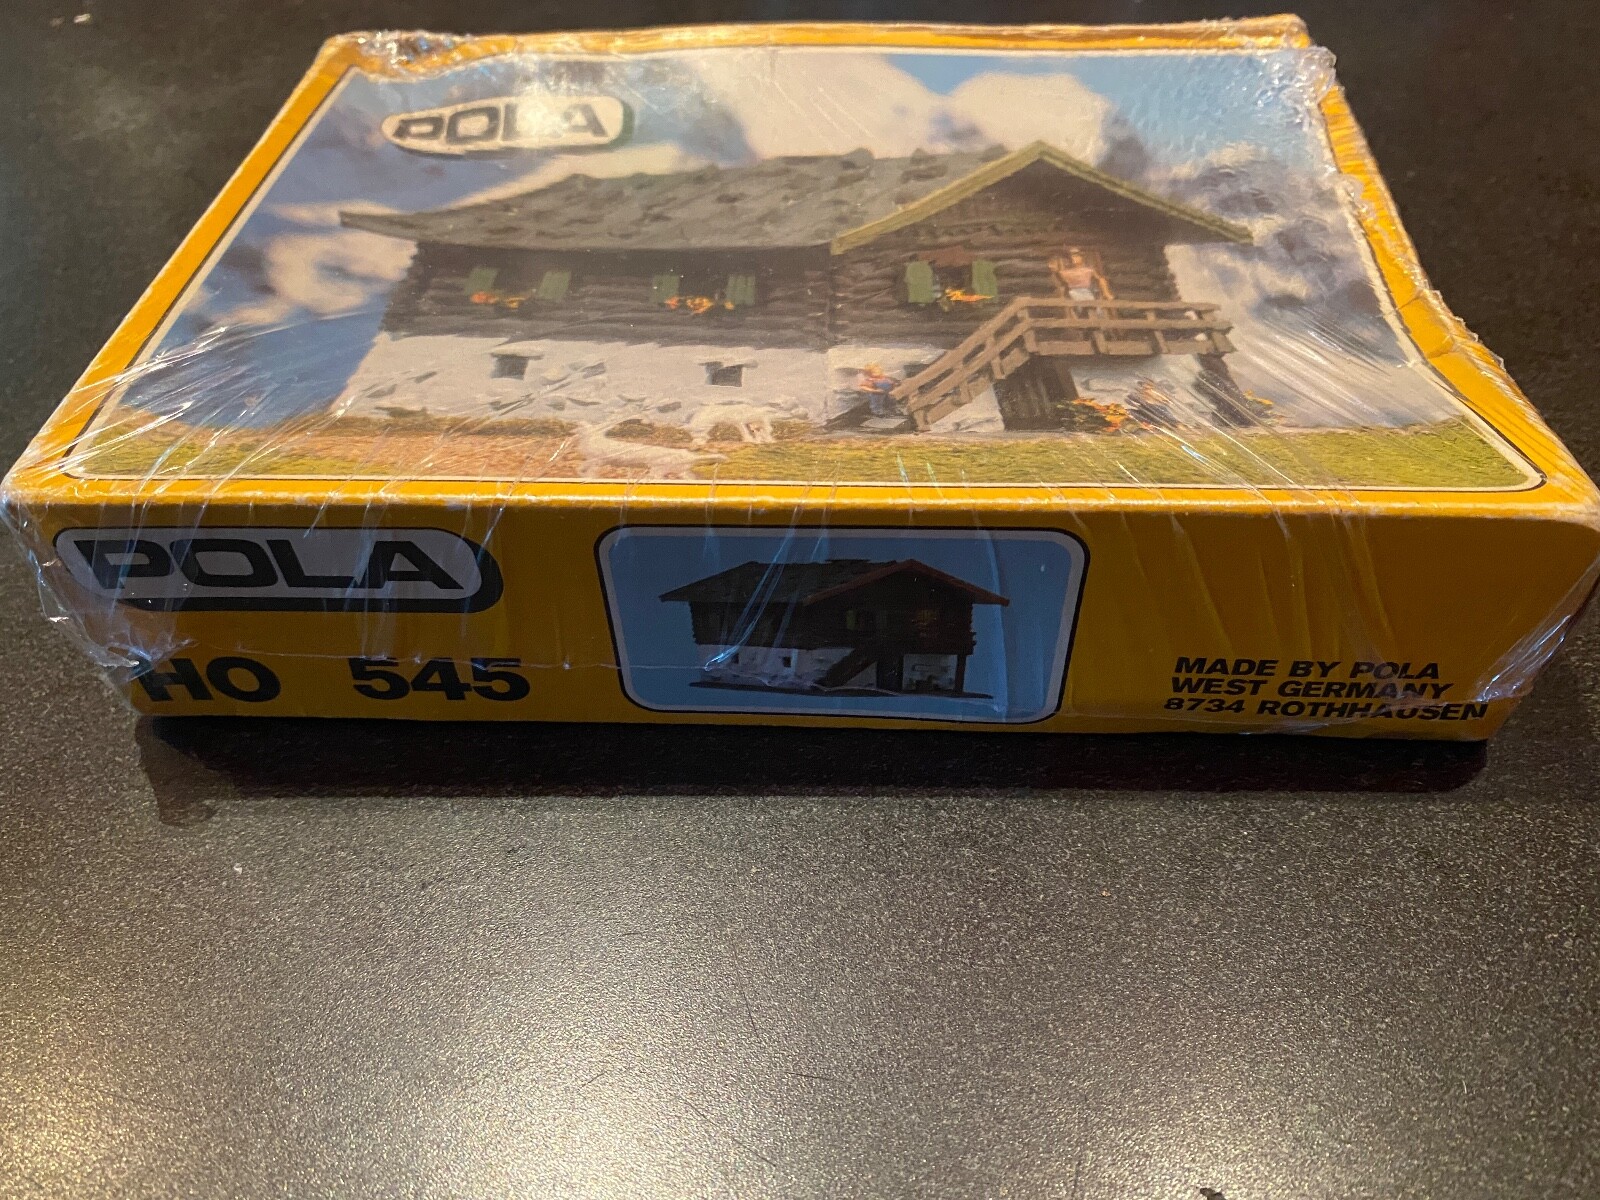 POLA
POLA
HO 545
MADE BY POLA
WEST GERMANY
8734 ROTHHAUSEN